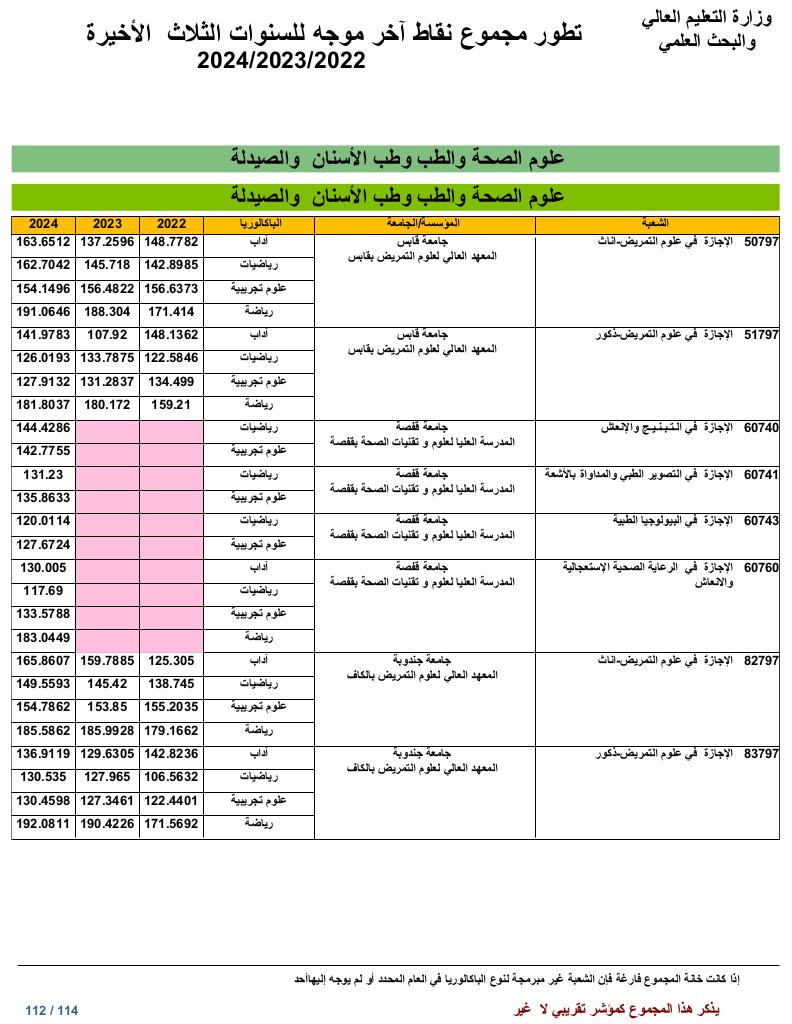 وزارة التعليم العالي
والبحث العلمي
تطور مجموع نقاط آخر موجه للسنوات الثلاث الأخيرة
2024/2023/2022
علوم الصحة والطب وطب الأسنان والصيدلة
علوم الصحة والطب وطب الأسنان والصيدلة
الشعبة المؤسسة/الجامعة الباكالوريا 2022 2023 2024
50797 الإجازة في علوم التمريض-اناث جامعة قابس آداب 148.7782 137.2596 163.6512
المعهد العالي لعلوم التمريض بقابس رياضيات 142.8985 145.718 162.7042
علوم تجريبية 156.6373 156.4822 154.1496
رياضة 171.414 188.304 191.0646
51797 الإجازة في علوم التمريض-ذكور جامعة قابس آداب 148.1362 107.92 141.9783
المعهد العالي لعلوم التمريض بقابس رياضيات 122.5846 133.7875 126.0193
علوم تجريبية 134.499 131.2837 127.9132
رياضة 159.21 180.172 181.8037
60740 الإجازة في التبنيج والإنعاش جامعة قفصة رياضيات 144.4286
المدرسة العليا لعلوم و تقنيات الصحة بقفصة علوم تجريبية 142.7755
60741 الإجازة في التصوير الطبي والمداواة بالأشعة جامعة قفصة رياضيات 131.23
المدرسة العليا لعلوم و تقنيات الصحة بقفصة علوم تجريبية 135.8633
60743 الإجازة في البيولوجيا الطبية جامعة قفصة رياضيات 120.0114
المدرسة العليا لعلوم و تقنيات الصحة بقفصة علوم تجريبية 127.6724
60760 الإجازة في الرعاية الصحية الإستعجالية جامعة قفصة آداب 130.005
والانعاش المدرسة العليا لعلوم و تقنيات الصحة بقفصة رياضيات 117.69
علوم تجريبية 133.5788
رياضة 183.0449
82797 الإجازة في علوم التمريض-اناث جامعة جندوبة آداب 125.305 159.7885 165.8607
المعهد العالي لعلوم التمريض بالكاف رياضيات 138.745 145.42 149.5593
علوم تجريبية 155.2035 153.85 154.7862
رياضة 179.1662 185.9928 185.5862
83797 الإجازة في علوم التمريض-ذكور جامعة جندوبة آداب 142.8236 129.6305 136.9119
المعهد العالي لعلوم التمريض بالكاف رياضيات 106.5632 127.965 130.535
علوم تجريبية 122.4401 127.3461 130.4598
رياضة 171.5692 190.4226 192.0811
إذا كانت خانة المجموع فارغة فإن الشعبة غير مبرمجة لنوع الباكالوريا في العام المحدد أو لم يوجه إليهاأحد
يذكر هذا المجموع كمؤشر تقريبي لا غير
112 / 114